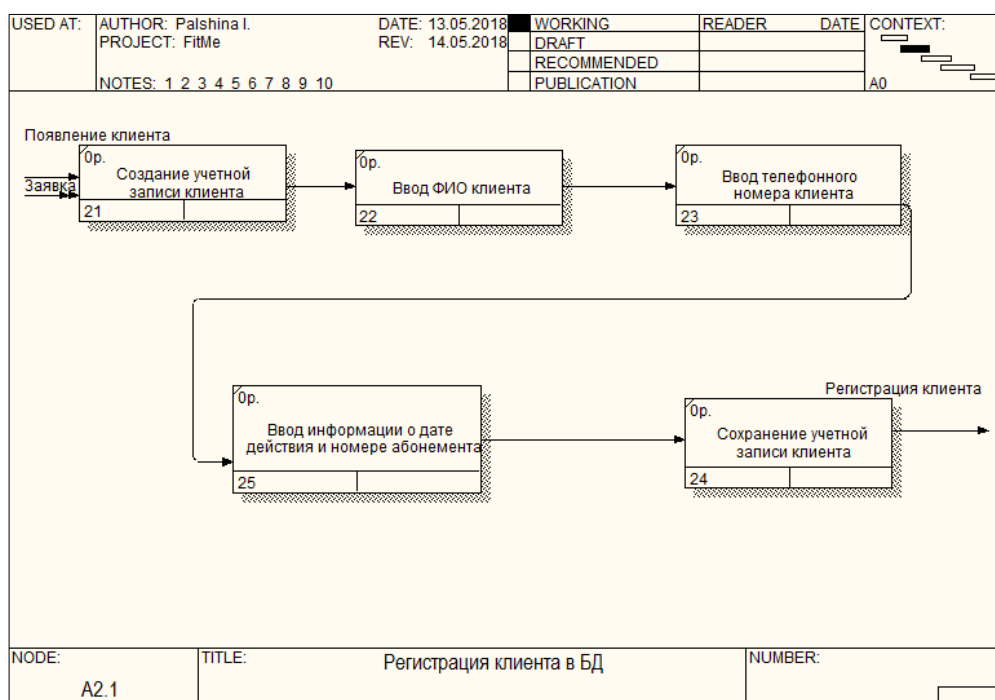 USED AT:
AUTHOR: Palshina I.
DATE: 13.05.2018
WORKING
READER
DATE
CONTEXT:
PROJECT: FitMe
REV: 14.05.2018
DRAFT
RECOMMENDED
NOTES: 1 2 3 4 5 6 7 8 9 10
PUBLICATION
A0
Появление клиента
Заявка
0р.
Создание учетной
записи клиента
21
0р.
Ввод ФИО клиента
22
0р.
Ввод телефонного
номера клиента
23
0р.
Ввод информации о дате
действия и номере абонемента
25
Регистрация клиента
0р.
Сохранение учетной
записи клиента
24
NODE:
A2.1
TITLE:
Регистрация клиента в БД
NUMBER: